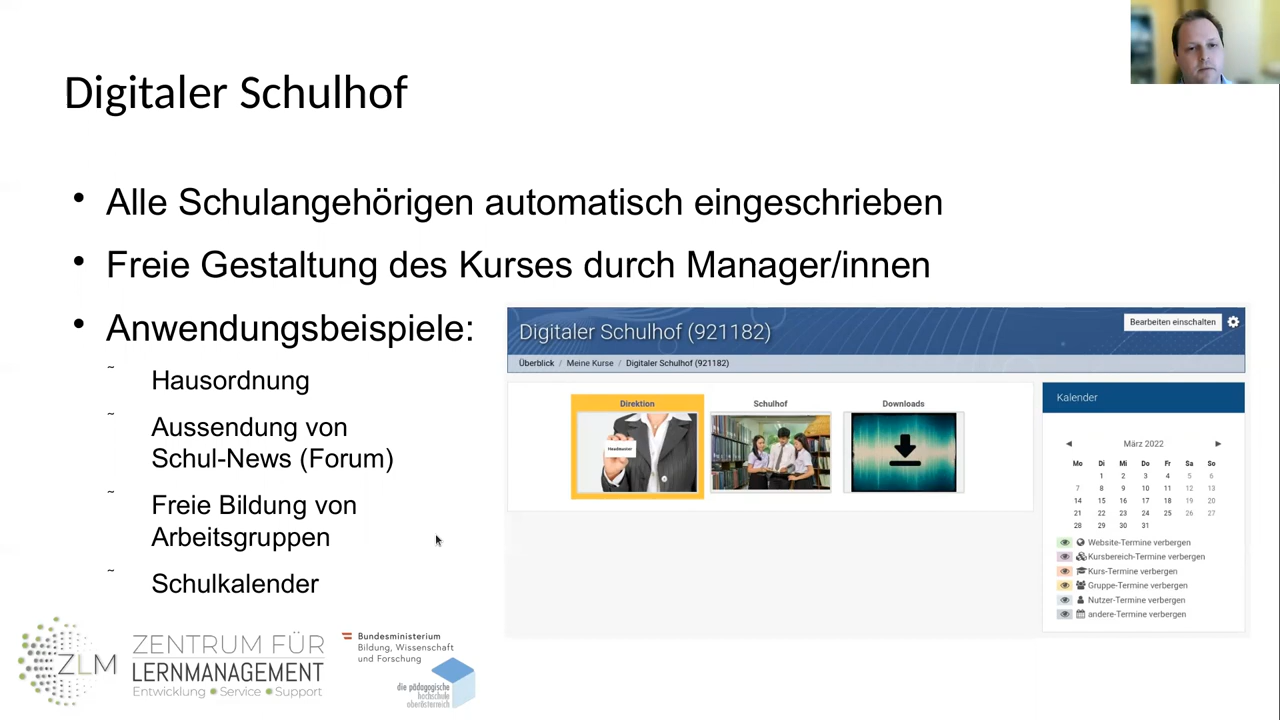 Digitaler Schulhof
• Alle Schulangehörigen automatisch eingeschrieben
• Freie Gestaltung des Kurses durch Manager/innen
• Anwendungsbeispiele:
~ Hausordnung
~ Aussendung von
Schul-News (Forum)
~ Freie Bildung von
Arbeitsgruppen
~ Schulkalender
Digitaler Schulhof (921182)
Bearbeiten einschalten
Überblick / Meine Kurse / Digitaler Schulhof (921182)
Direktion
Schulhof
Downloads
Headmaster
Kalender
◄ März 2022 ►
Mo Di Mi Do Fr Sa So
1 2 3 4 5 6
7 8 9 10 11 12 13
14 15 16 17 18 19 20
21 22 23 24 25 26 27
28 29 30 31
Website-Termine verbergen
Kursbereich-Termine verbergen
Kurs-Termine verbergen
Gruppe-Termine verbergen
Nutzer-Termine verbergen
andere-Termine verbergen
ZLM
ZENTRUM FÜR
LERNMANAGEMENT
Entwicklung • Service • Support
Bundesministerium
Bildung, Wissenschaft
und Forschung
die pädagogische
hochschule
oberösterreich